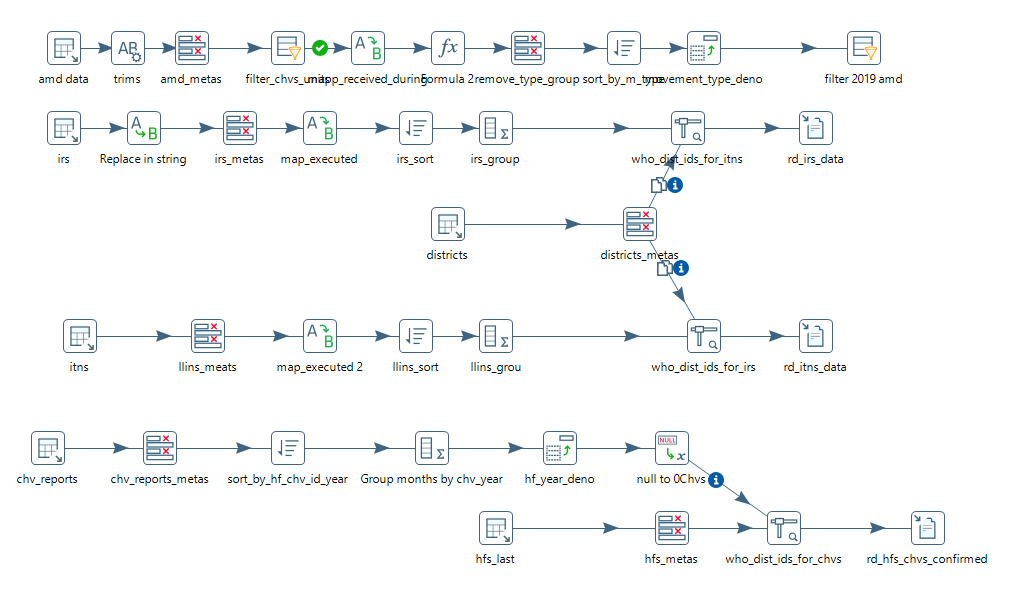 amd data
trims
amd_metas
filter_chvs_units
mapp_received_during
Formula 2
remove_type_group
sort_by_m_type
movement_type_deno
filter 2019 amd
irs
Replace in string
irs_metas
map_executed
irs_sort
irs_group
who_dist_ids_for_itns
rd_irs_data
districts
districts_metas
itns
llins_meats
map_executed 2
llins_sort
llins_grou
who_dist_ids_for_irs
rd_itns_data
chv_reports
chv_reports_metas
sort_by_hf_chv_id_year
Group months by chv_year
hf_year_deno
NULL
null to 0Chvs
hfs_last
hfs_metas
who_dist_ids_for_chvs
rd_hfs_chvs_confirmed